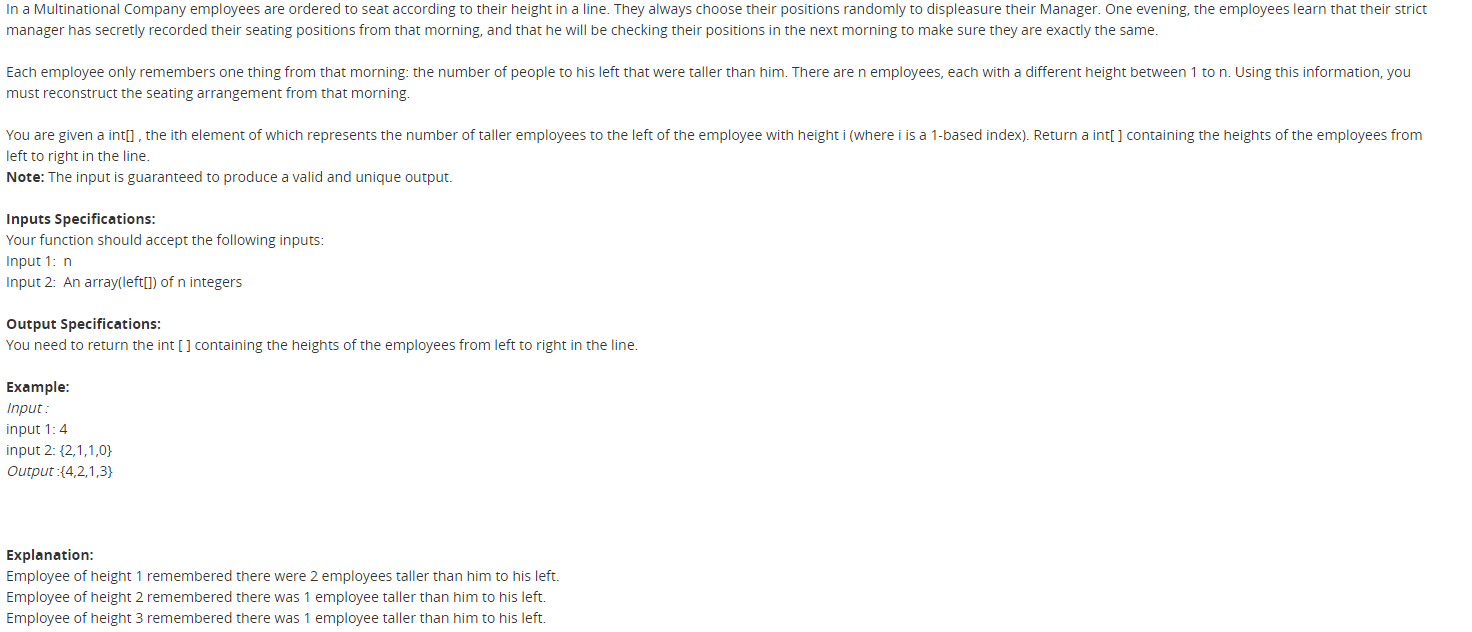 In a Multinational Company employees are ordered to seat according to their height in a line. They always choose their positions randomly to displeasure their Manager. One evening, the employees learn that their strict
manager has secretly recorded their seating positions from that morning, and that he will be checking their positions in the next morning to make sure they are exactly the same.
Each employee only remembers one thing from that morning: the number of people to his left that were taller than him. There are n employees, each with a different height between 1 to n. Using this information, you
must reconstruct the seating arrangement from that morning.
You are given a int[] , the ith element of which represents the number of taller employees to the left of the employee with height i (where i is a 1-based index). Return a int[ ] containing the heights of the employees from
left to right in the line.
Note: The input is guaranteed to produce a valid and unique output.
Inputs Specifications:
Your function should accept the following inputs:
Input 1: n
Input 2: An array(left[]) of n integers
Output Specifications:
You need to return the int [ ] containing the heights of the employees from left to right in the line.
Example:
Input :
input 1: 4
input 2: {2,1,1,0}
Output :{4,2,1,3}
Explanation:
Employee of height 1 remembered there were 2 employees taller than him to his left.
Employee of height 2 remembered there was 1 employee taller than him to his left.
Employee of height 3 remembered there was 1 employee taller than him to his left.